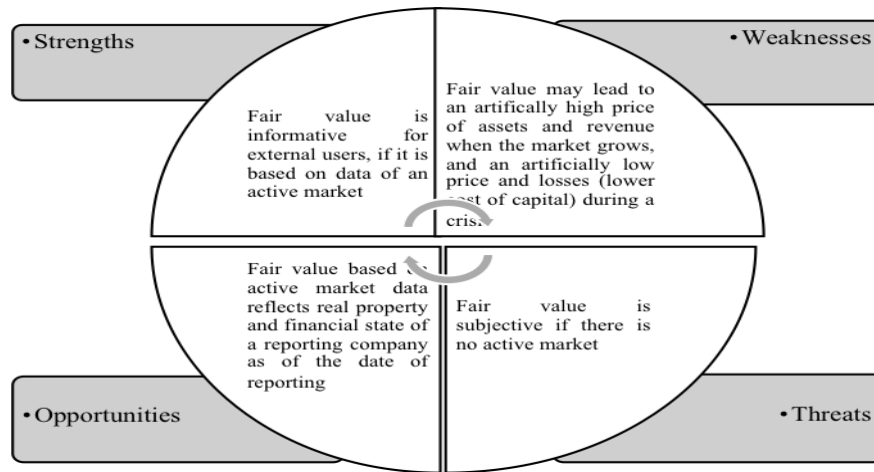 • Strengths
Fair value is
informative for
external users, if it is
based on data of an
active market
• Weaknesses
Fair value may lead to
an artifically high price
of assets and revenue
when the market grows,
and an artificially low
price and losses (lower
cost of capital) during a
Fair value based
active market data
reflects real property
and financial state of
a reporting company
as of the date of
reporting
• Opportunities
Fair value is
subjective if there is
no active market
• Threats